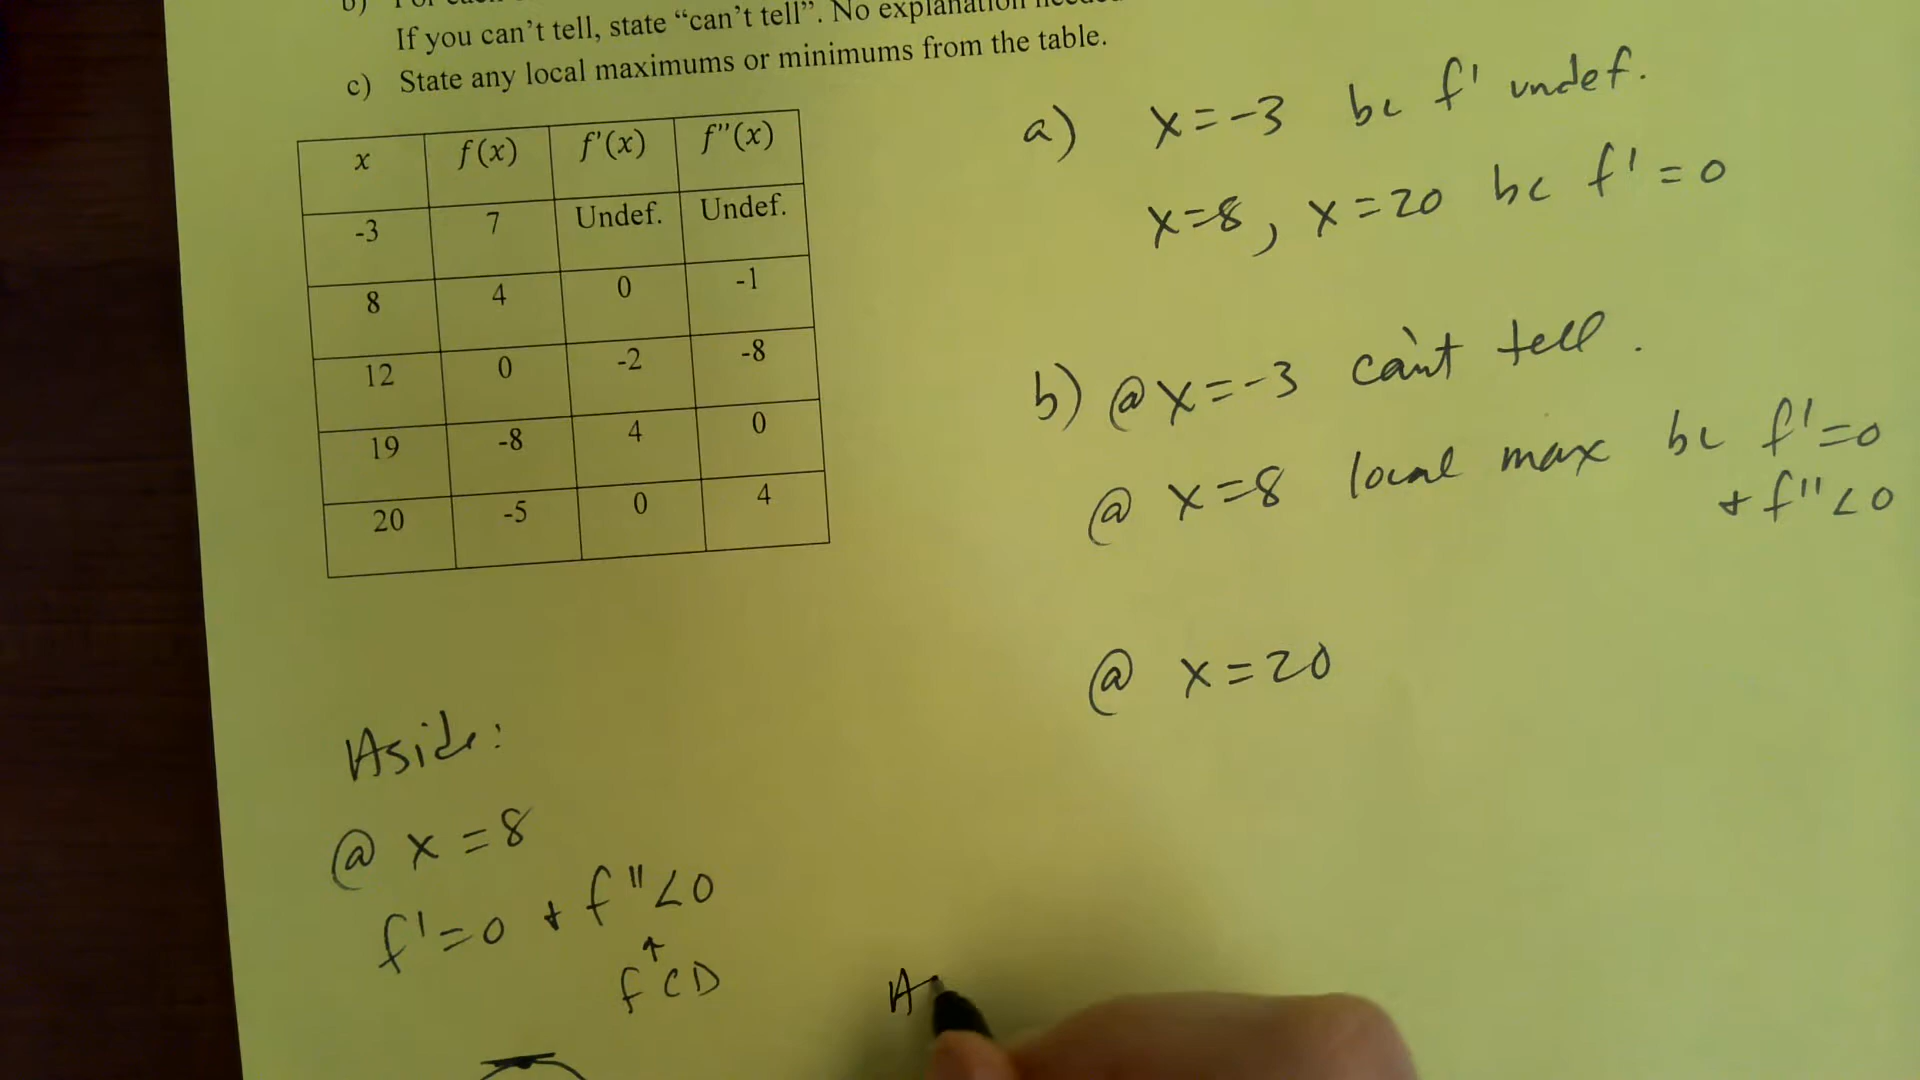 b)
If you can't tell, state “can't tell”. No explanation
c) State any local maximums or minimums from the table.
x f(x) f'(x) f"(x)
-3 7 Undef. Undef.
8 4 0 -1
12 0 -2 -8
19 -8 4 0
20 -5 0 4
a) x=-3 bc f' undef.
x=8, x=20 bc f'=0
b) @ x=-3 can't tell.
@ x=8 local max bc f'=0
+ f"<0
@ x=20
Aside:
@ x=8
f'=0 + f"<0
↑
f CD
A